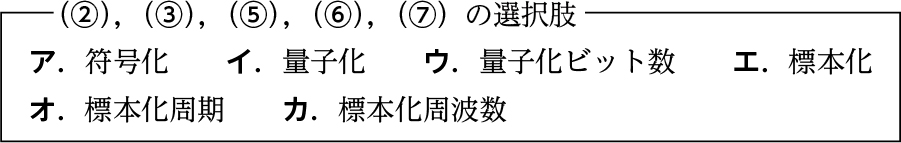 （②），（③），（⑤），（⑥），（⑦）の選択肢
ア．符号化　イ．量子化　ウ．量子化ビット数　エ．標本化
オ．標本化周期　カ．標本化周波数